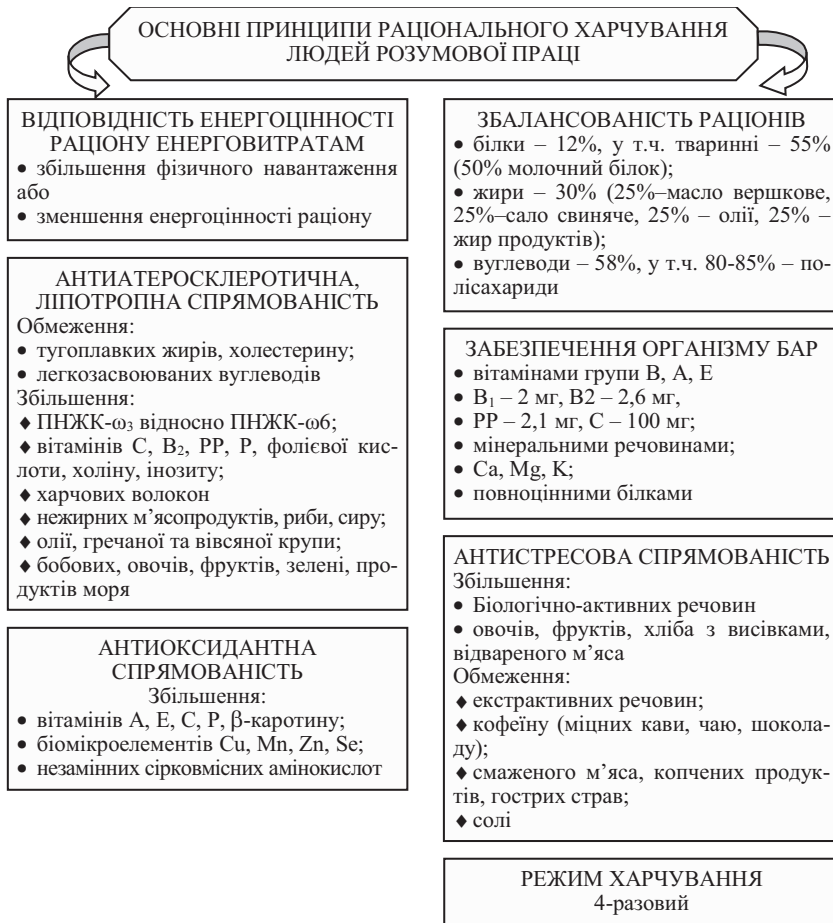 ОСНОВНІ ПРИНЦИПИ РАЦІОНАЛЬНОГО ХАРЧУВАННЯ
ЛЮДЕЙ РОЗУМОВОЇ ПРАЦІ
ВІДПОВІДНІСТЬ ЕНЕРГОЦІННОСТІ
РАЦІОНУ ЕНЕРГОВИТРАТАМ
• збільшення фізичного навантаження
або
• зменшення енергоцінності раціону
АНТИАТЕРОСКЛЕРОТИЧНА,
ЛІПОТРОПНА СПРЯМОВАНІСТЬ
Обмеження:
• тугоплавких жирів, холестерину;
• легкозасвоюваних вуглеводів
Збільшення:
♦ ПНЖК-ω₃ відносно ПНЖК-ω6;
♦ вітамінів С, В₂, РР, Р, фолієвої кис-
лоти, холіну, інозиту;
♦ харчових волокон
♦ нежирних м’ясопродуктів, риби, сиру;
♦ олії, гречаної та вівсяної крупи;
♦ бобових, овочів, фруктів, зелені, про-
дуктів моря
АНТИОКСИДАНТНА
СПРЯМОВАНІСТЬ
Збільшення:
• вітамінів А, Е, С, Р, β-каротину;
• біомікроелементів Cu, Mn, Zn, Se;
• незамінних сірковмісних амінокислот
ЗБАЛАНСОВАНІСТЬ РАЦІОНІВ
• білки – 12%, у т.ч. тваринні – 55%
(50% молочний білок);
• жири – 30% (25%–масло вершкове,
25%–сало свиняче, 25% – олії, 25% –
жир продуктів);
• вуглеводи – 58%, у т.ч. 80-85% – по-
лісахариди
ЗАБЕЗПЕЧЕННЯ ОРГАНІЗМУ БАР
• вітамінами групи В, А, Е
• В₁ – 2 мг, В2 – 2,6 мг,
• РР – 2,1 мг, С – 100 мг;
• мінеральними речовинами;
• Ca, Mg, K;
• повноцінними білками
АНТИСТРЕСОВА СПРЯМОВАНІСТЬ
Збільшення:
• Біологічно-активних речовин
• овочів, фруктів, хліба з висівками,
відвареного м’яса
Обмеження:
♦ екстрактивних речовин;
♦ кофеїну (міцних кави, чаю, шокола-
ду);
♦ смаженого м’яса, копчених продук-
тів, гострих страв;
♦ солі
РЕЖИМ ХАРЧУВАННЯ
4-разовий